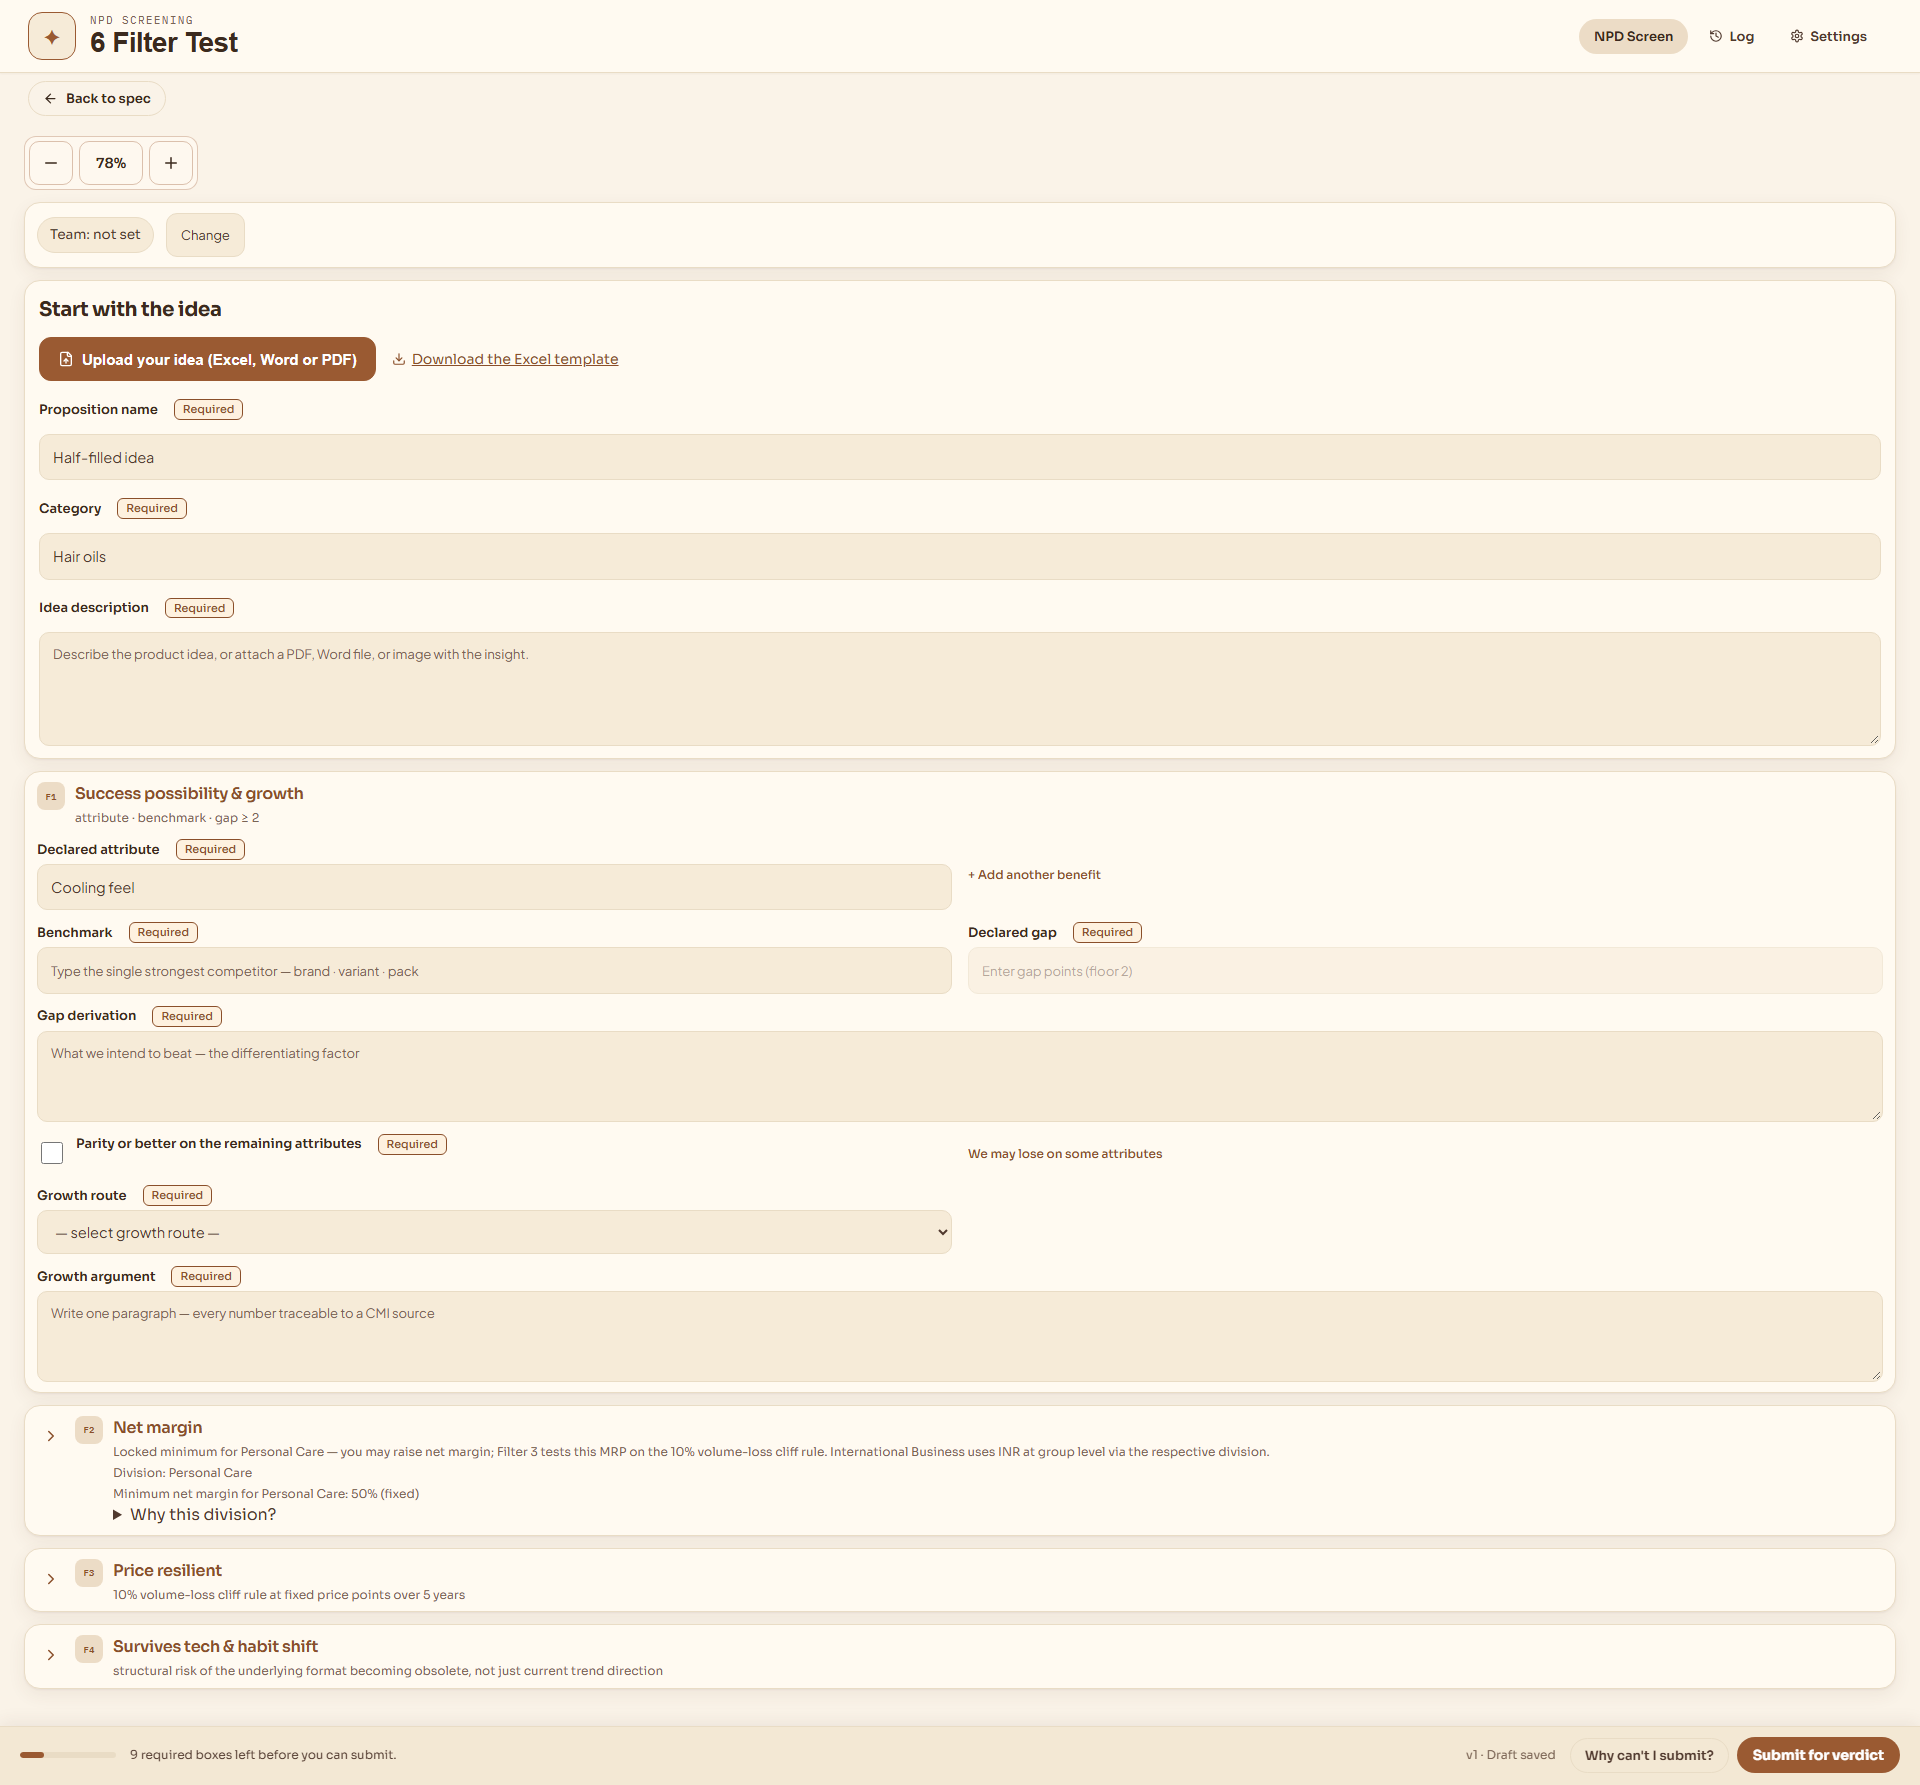 NPD SCREENING
6 Filter Test
NPD Screen
Log
Settings
Back to spec
78%
Team: not set
Change
Start with the idea
Upload your idea (Excel, Word or PDF)
Download the Excel template
Proposition name Required
Half-filled idea
Category Required
Hair oils
Idea description Required
Describe the product idea, or attach a PDF, Word file, or image with the insight.
F1
Success possibility & growth
attribute · benchmark · gap ≥ 2
Declared attribute Required
Cooling feel
+ Add another benefit
Benchmark Required
Declared gap Required
Type the single strongest competitor — brand · variant · pack
Enter gap points (floor 2)
Gap derivation Required
What we intend to beat — the differentiating factor
Parity or better on the remaining attributes Required
We may lose on some attributes
Growth route Required
— select growth route —
Growth argument Required
Write one paragraph — every number traceable to a CMI source
F2
Net margin
Locked minimum for Personal Care — you may raise net margin; Filter 3 tests this MRP on the 10% volume-loss cliff rule. International Business uses INR at group level via the respective division.
Division: Personal Care
Minimum net margin for Personal Care: 50% (fixed)
Why this division?
F3
Price resilient
10% volume-loss cliff rule at fixed price points over 5 years
F4
Survives tech & habit shift
structural risk of the underlying format becoming obsolete, not just current trend direction
9 required boxes left before you can submit.
v1 · Draft saved
Why can't I submit?
Submit for verdict